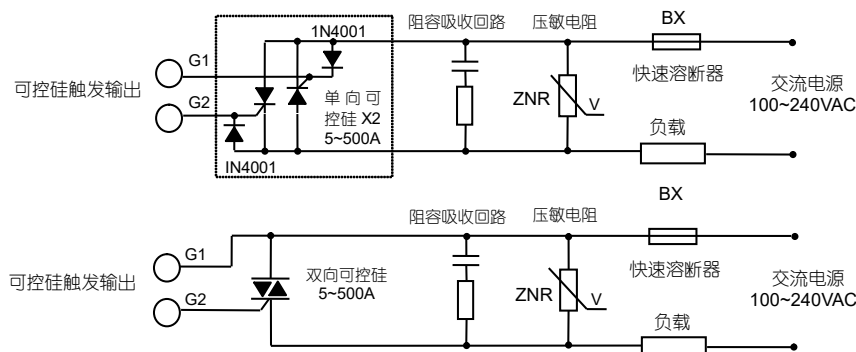 1N4001
阻容吸收回路
压敏电阻
BX
G1
可控硅触发输出
G2
单向可
控硅 X2
5~500A
ZNR
V
快速溶断器
交流电源
100~240VAC
负载
IN4001
BX
阻容吸收回路
压敏电阻
G1
可控硅触发输出
G2
双向可控硅
5~500A
ZNR
V
快速溶断器
交流电源
100~240VAC
负载